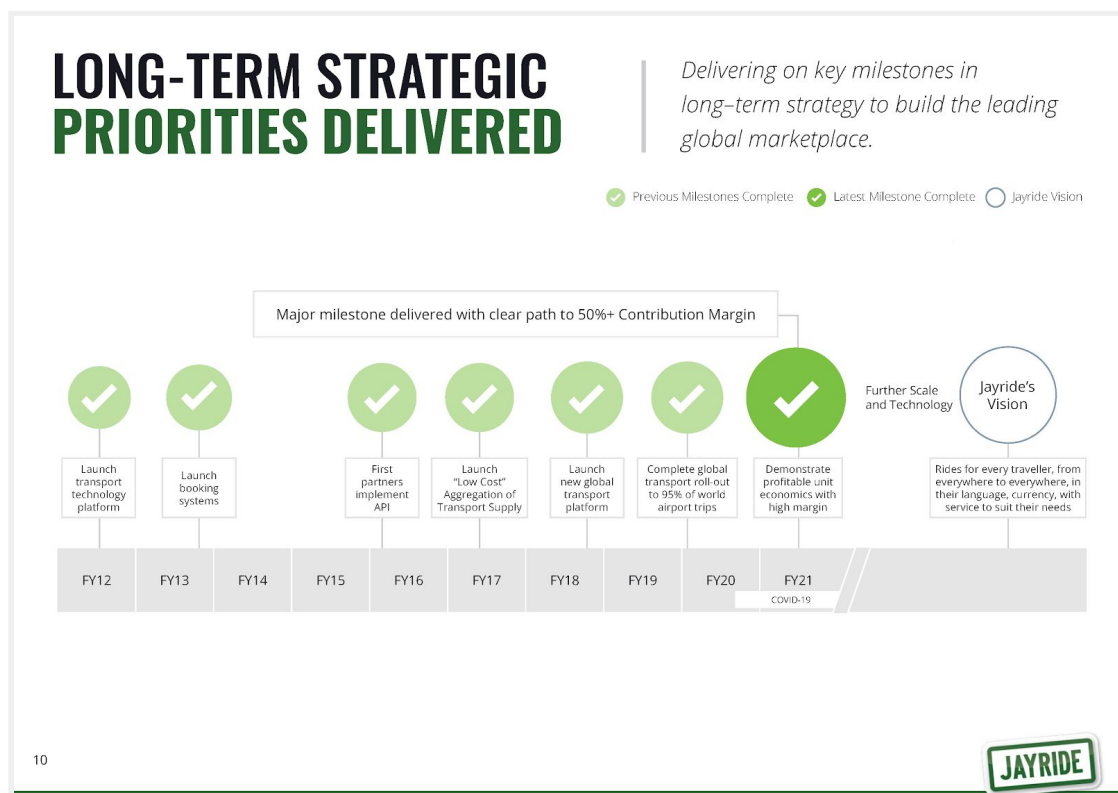 LONG-TERM STRATEGIC
PRIORITIES DELIVERED
Delivering on key milestones in
long–term strategy to build the leading
global marketplace.
Previous Milestones Complete
Latest Milestone Complete
Jayride Vision
Major milestone delivered with clear path to 50%+ Contribution Margin
Further Scale
and Technology
Jayride's
Vision
Launch
transport
technology
platform
Launch
booking
systems
First
partners
implement
API
Launch
"Low Cost"
Aggregation of
Transport Supply
Launch
new global
transport
platform
Complete global
transport roll-out
to 95% of world
airport trips
Demonstrate
profitable unit
economics with
high margin
Rides for every traveller, from
everywhere to everywhere, in
their language, currency, with
service to suit their needs
FY12
FY13
FY14
FY15
FY16
FY17
FY18
FY19
FY20
FY21
COVID-19
10
JAYRIDE